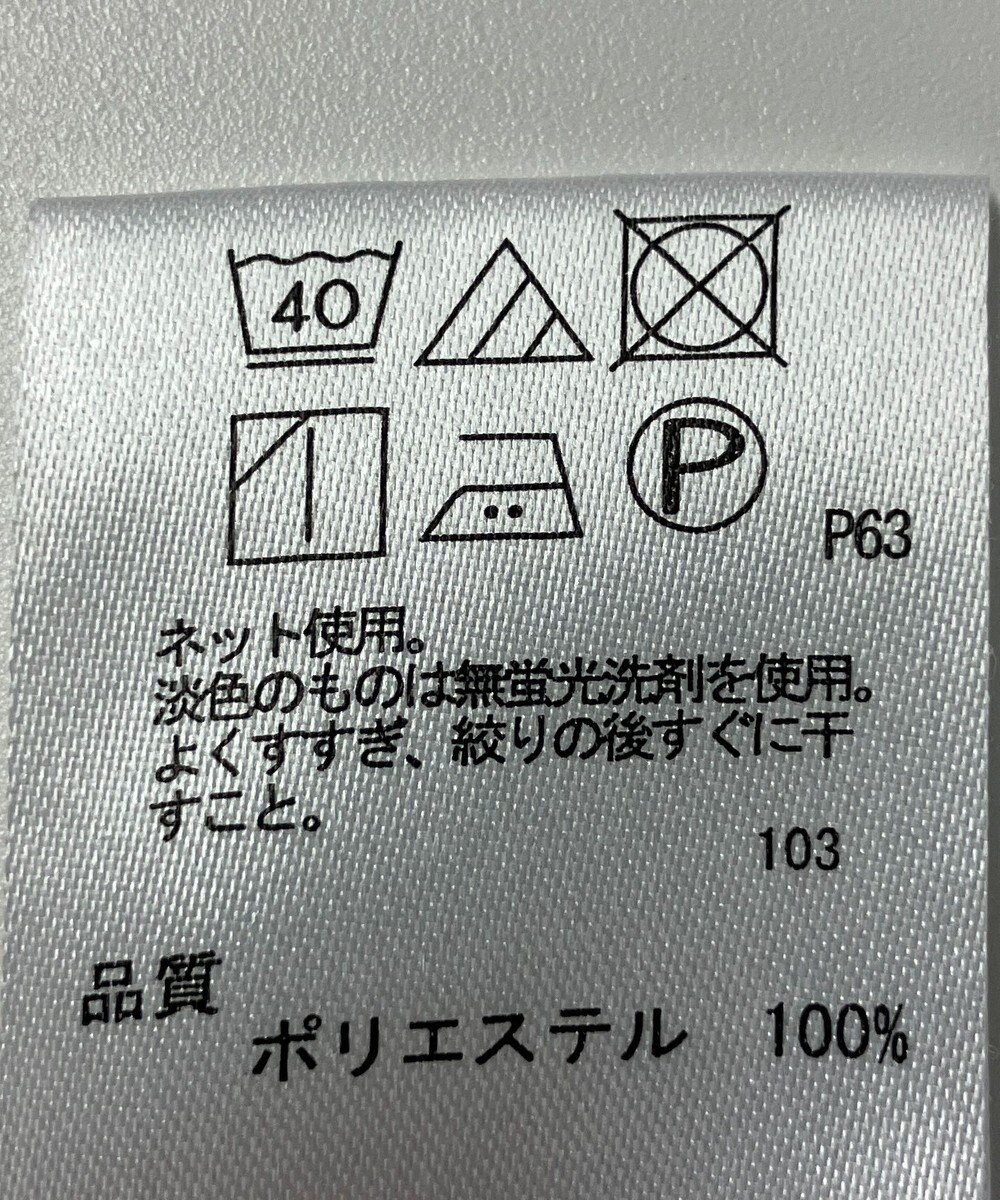 40
P
P63
ネット使用。
淡色のものは無蛍光洗剤を使用。
よくすすぎ、絞りの後すぐに干
すこと。
103
品質
ポリエステル 100%